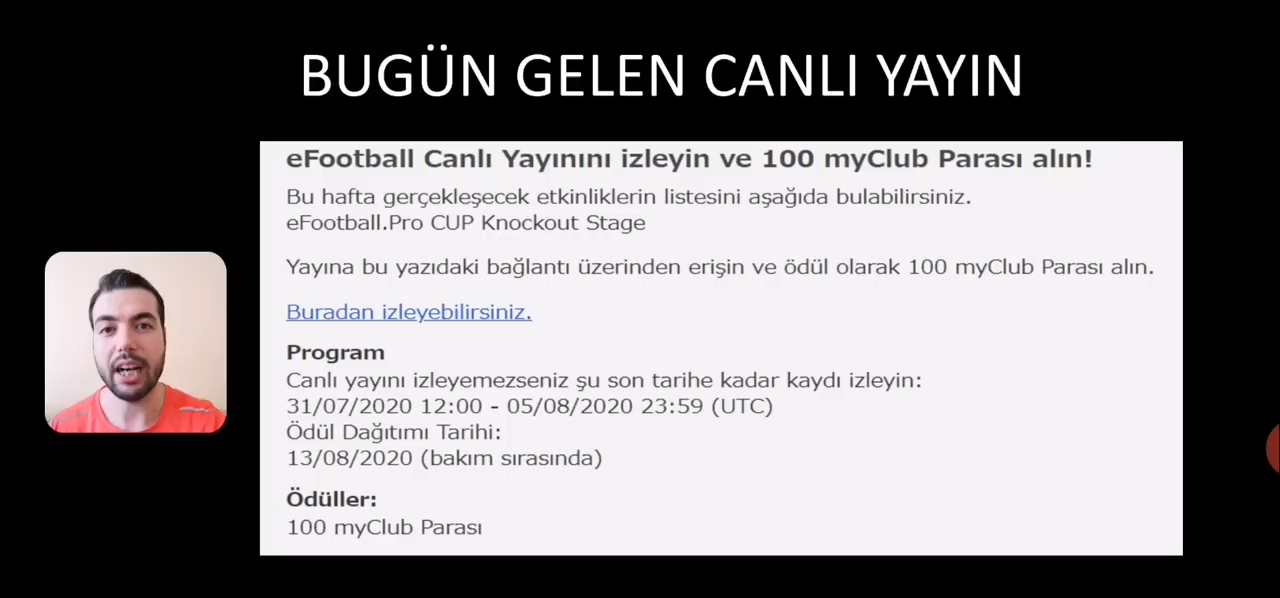 BUGÜN GELEN CANLI YAYIN
eFootball Canlı Yayınını izleyin ve 100 myClub Parası alın!
Bu hafta gerçekleşecek etkinliklerin listesini aşağıda bulabilirsiniz.
eFootball.Pro CUP Knockout Stage
Yayına bu yazıdaki bağlantı üzerinden erişin ve ödül olarak 100 myClub Parası alın.
Buradan izleyebilirsiniz.
Program
Canlı yayını izleyemezseniz şu son tarihe kadar kaydı izleyin:
31/07/2020 12:00 - 05/08/2020 23:59 (UTC)
Ödül Dağıtımı Tarihi:
13/08/2020 (bakım sırasında)
Ödüller:
100 myClub Parası